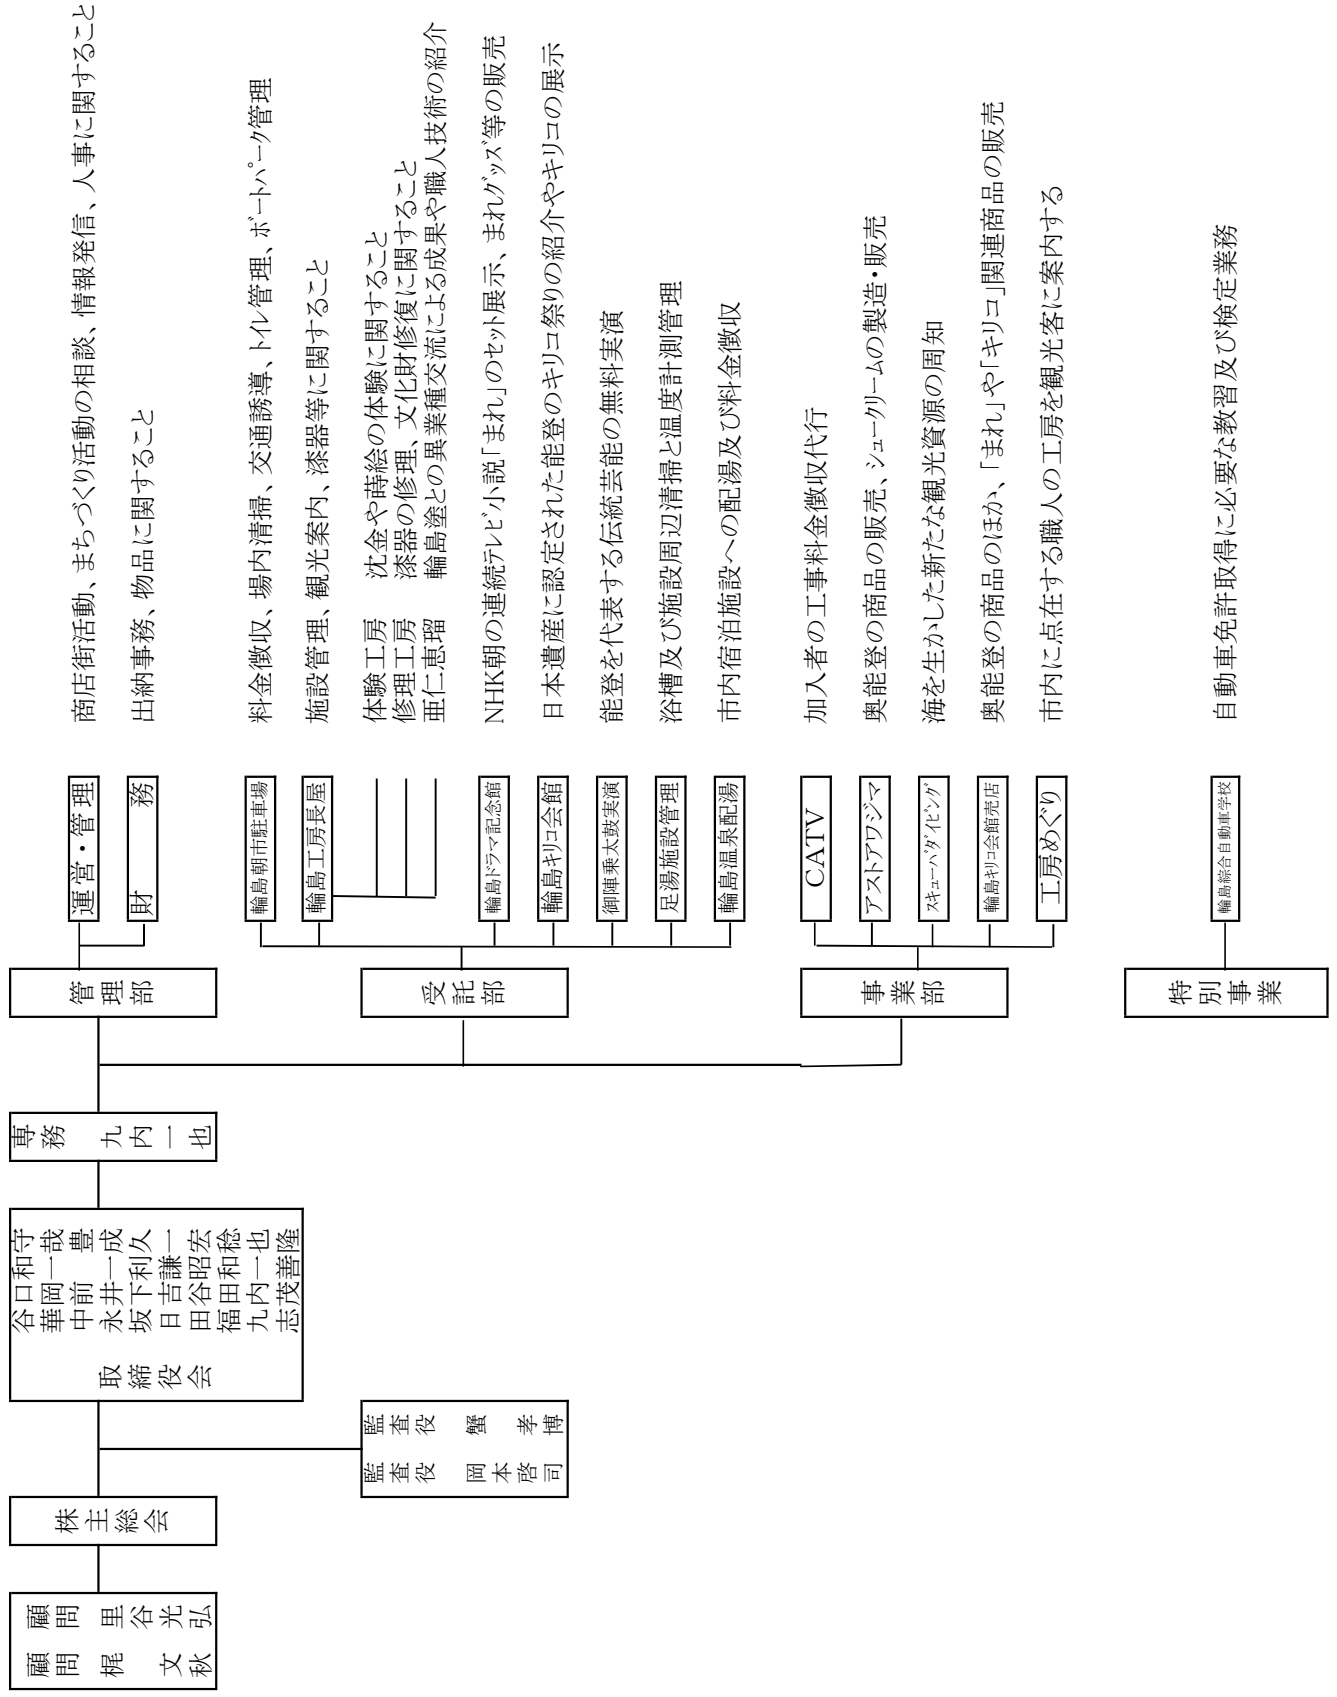 顧問 里谷光弘
顧問 梶 文秋
株主総会
監査役 蟹 孝博
監査役 岡本啓司
取締役会
谷口和守
華岡一哉
中前 豊
永井一成
坂下利久
日吉謙一
田谷昭宏
福田和稔
九内一也
志茂善隆
専務 九内一也
管理部
運営・管理 商店街活動、まちづくり活動の相談、情報発信、人事に関すること
財 務 出納事務、物品に関すること
受託部
輪島朝市駐車場 料金徴収、場内清掃、交通誘導、トイレ管理、ボートパーク管理
輪島工房長屋 施設管理、観光案内、漆器等に関すること
体験工房 沈金や蒔絵の体験に関すること
修理工房 漆器の修理、文化財修復に関すること
亜仁恵瑠 輪島塗との異業種交流による成果や職人技術の紹介
輪島ドラマ記念館 NHK朝の連続テレビ小説「まれ」のセット展示、まれグッズ等の販売
輪島キリコ会館 日本遺産に認定された能登のキリコ祭りの紹介やキリコの展示
御陣乗太鼓実演 能登を代表する伝統芸能の無料実演
足湯施設管理 浴槽及び施設周辺清掃と温度計測管理
輪島温泉配湯 市内宿泊施設への配湯及び料金徴収
事業部
CATV 加入者の工事料金徴収代行
アストアワジマ 奥能登の商品の販売、シュークリームの製造・販売
スキューバダイビング 海を生かした新たな観光資源の周知
輪島キリコ会館売店 奥能登の商品のほか、「まれ」や「キリコ」関連商品の販売
工房めぐり 市内に点在する職人の工房を観光客に案内する
特別事業
輪島綜合自動車学校 自動車免許取得に必要な教習及び検定業務